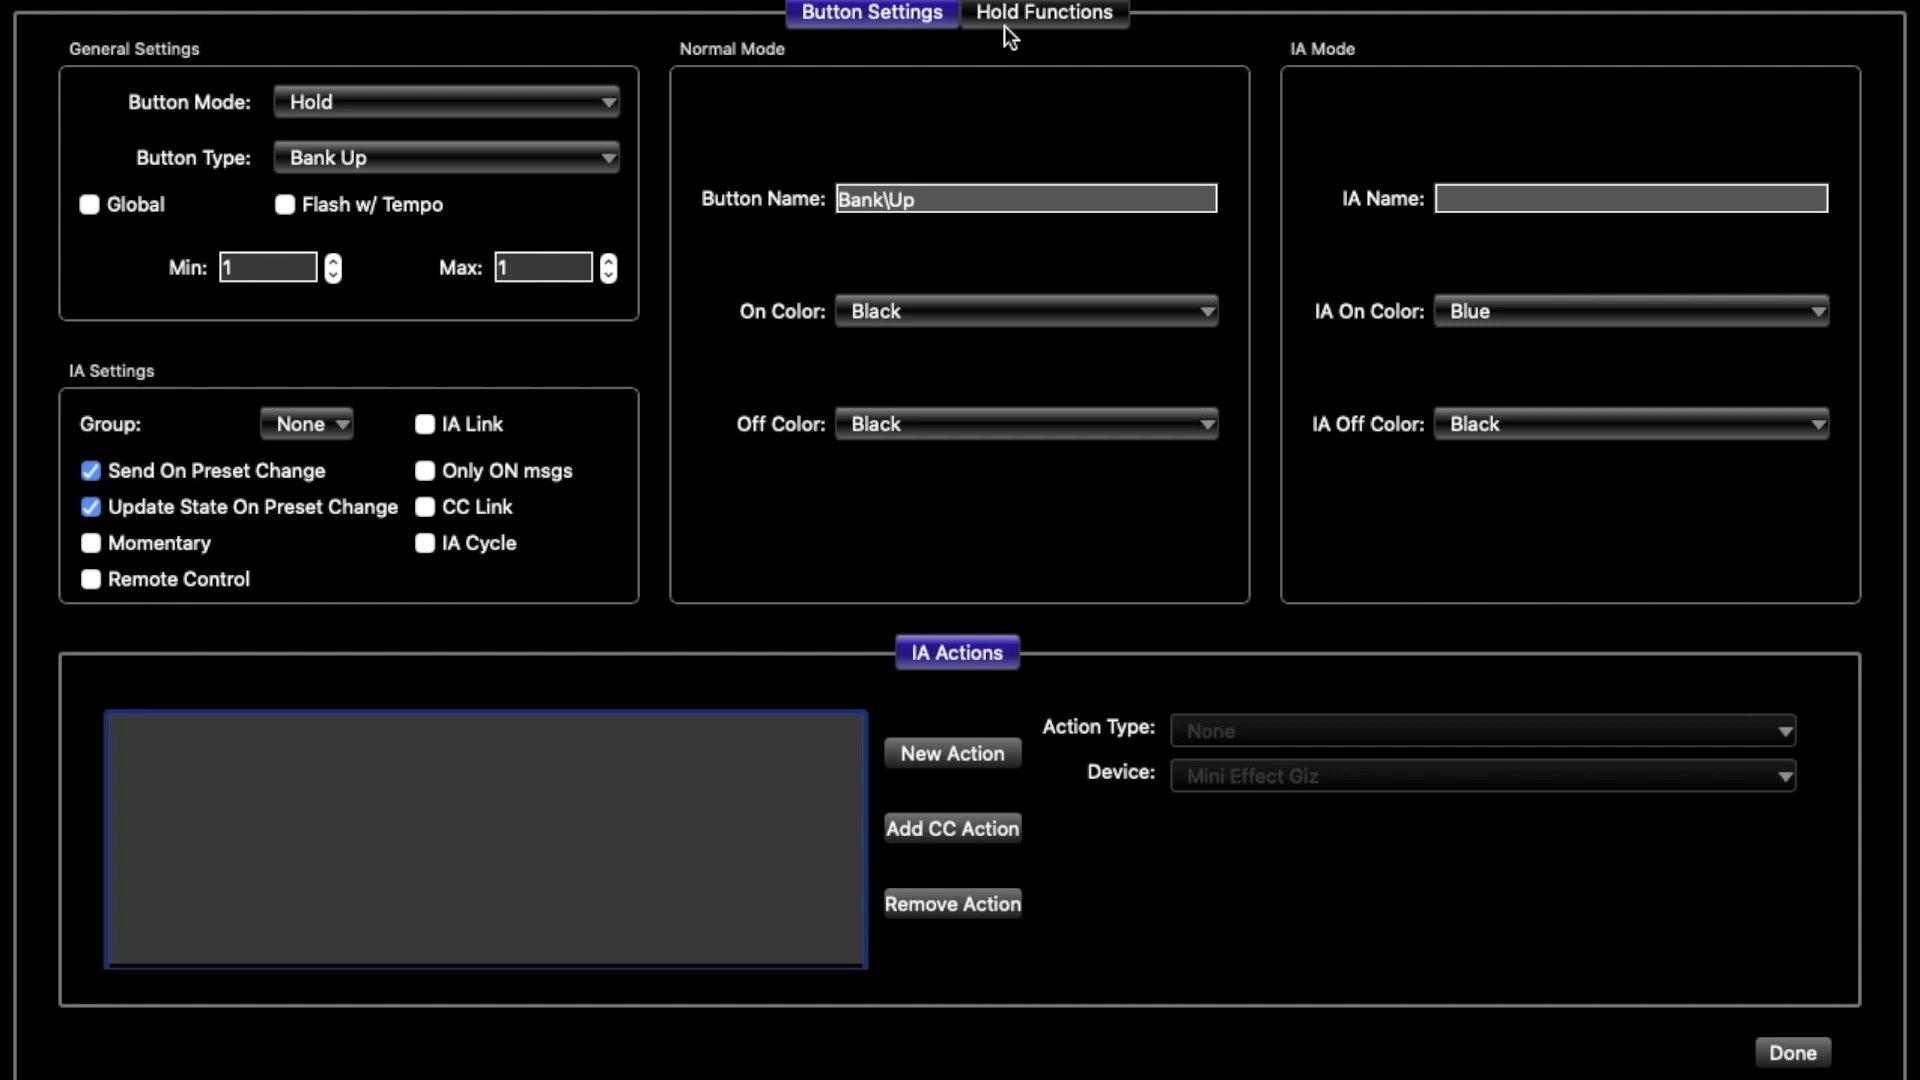 Button Settings
Hold Functions
General Settings
Button Mode: Hold
Button Type: Bank Up
Global
Flash w/ Tempo
Min: 1
Max: 1
IA Settings
Group: None
IA Link
Send On Preset Change
Only ON msgs
Update State On Preset Change
CC Link
Momentary
IA Cycle
Remote Control
Normal Mode
Button Name: Bank\Up
On Color: Black
Off Color: Black
IA Mode
IA Name:
IA On Color: Blue
IA Off Color: Black
IA Actions
New Action
Add CC Action
Remove Action
Action Type: None
Device: Mini Effect Giz
Done